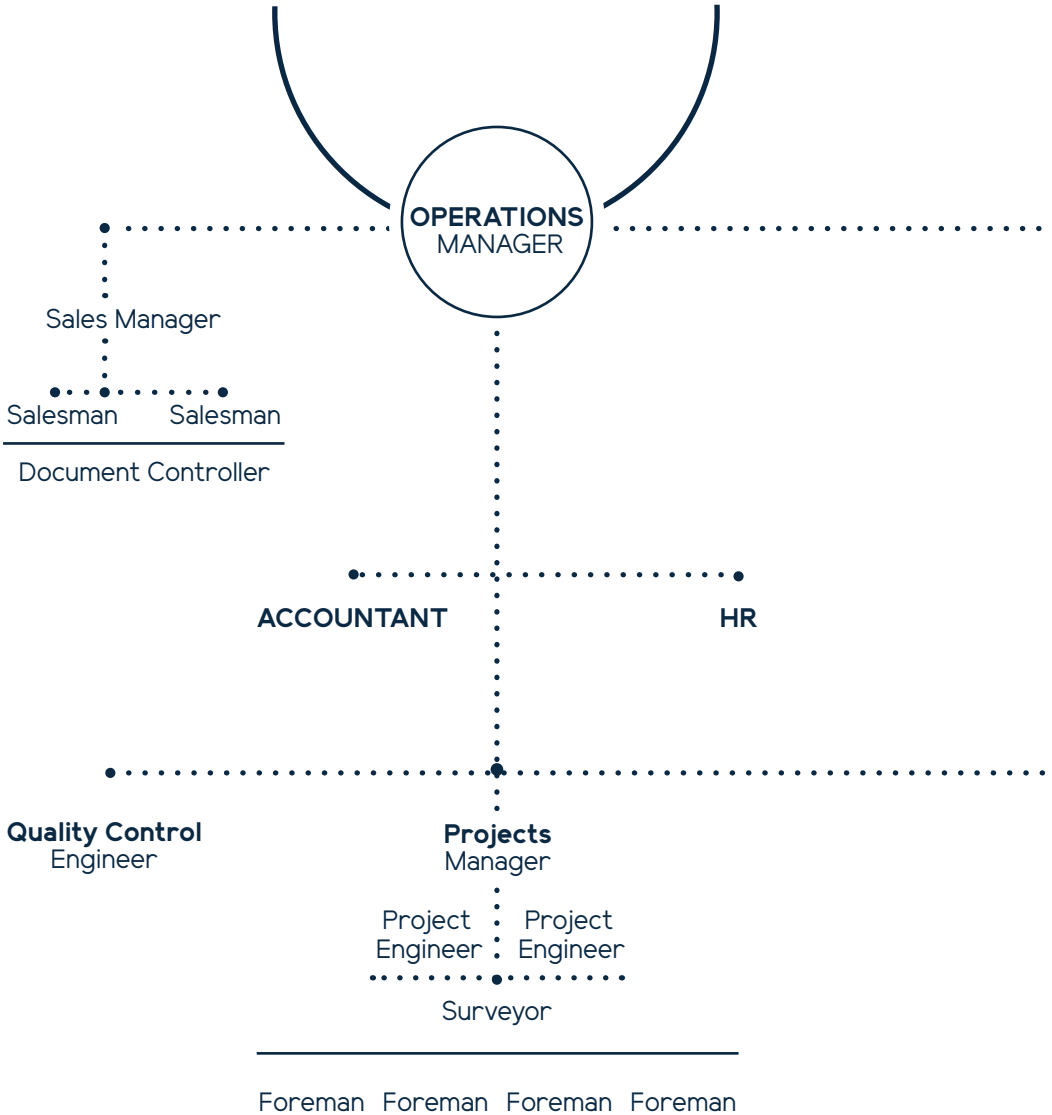 OPERATIONS
MANAGER
Sales Manager
Salesman Salesman
Document Controller
ACCOUNTANT HR
Quality Control
Engineer
Projects
Manager
Project Project
Engineer Engineer
Surveyor
Foreman Foreman Foreman Foreman